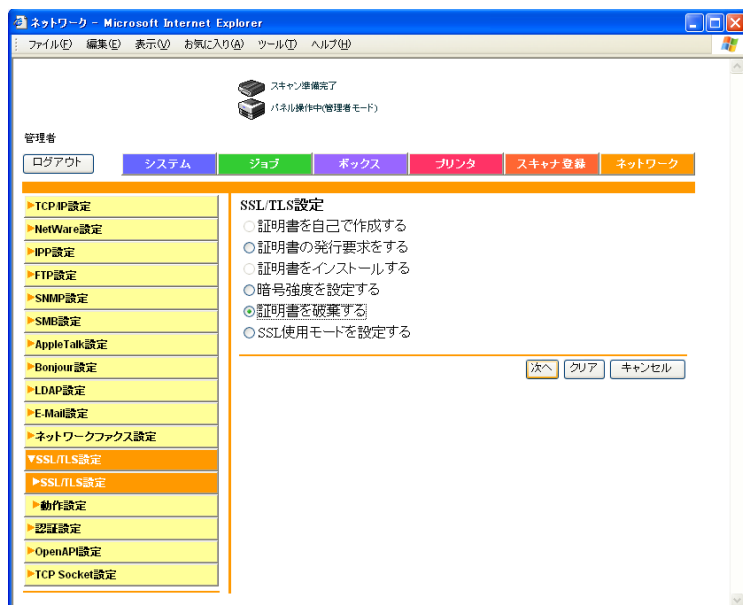 ネットワーク - Microsoft Internet Explorer
ファイル(F) 編集(E) 表示(V) お気に入り(A) ツール(T) ヘルプ(H)
スキャン準備完了
パネル操作中(管理者モード)
管理者
ログアウト システム ジョブ ボックス プリンタ スキャナ登録 ネットワーク
▶TCP/IP設定
▶NetWare設定
▶IPP設定
▶FTP設定
▶SNMP設定
▶SMB設定
▶AppleTalk設定
▶Bonjour設定
▶LDAP設定
▶E-Mail設定
▶ネットワークファクス設定
▼SSL/TLS設定
▶SSL/TLS設定
▶動作設定
▶認証設定
▶OpenAPI設定
▶TCP Socket設定
SSL/TLS設定
証明書を自己で作成する
証明書の発行要求をする
証明書をインストールする
暗号強度を設定する
証明書を破棄する
SSL使用モードを設定する
次へ クリア キャンセル